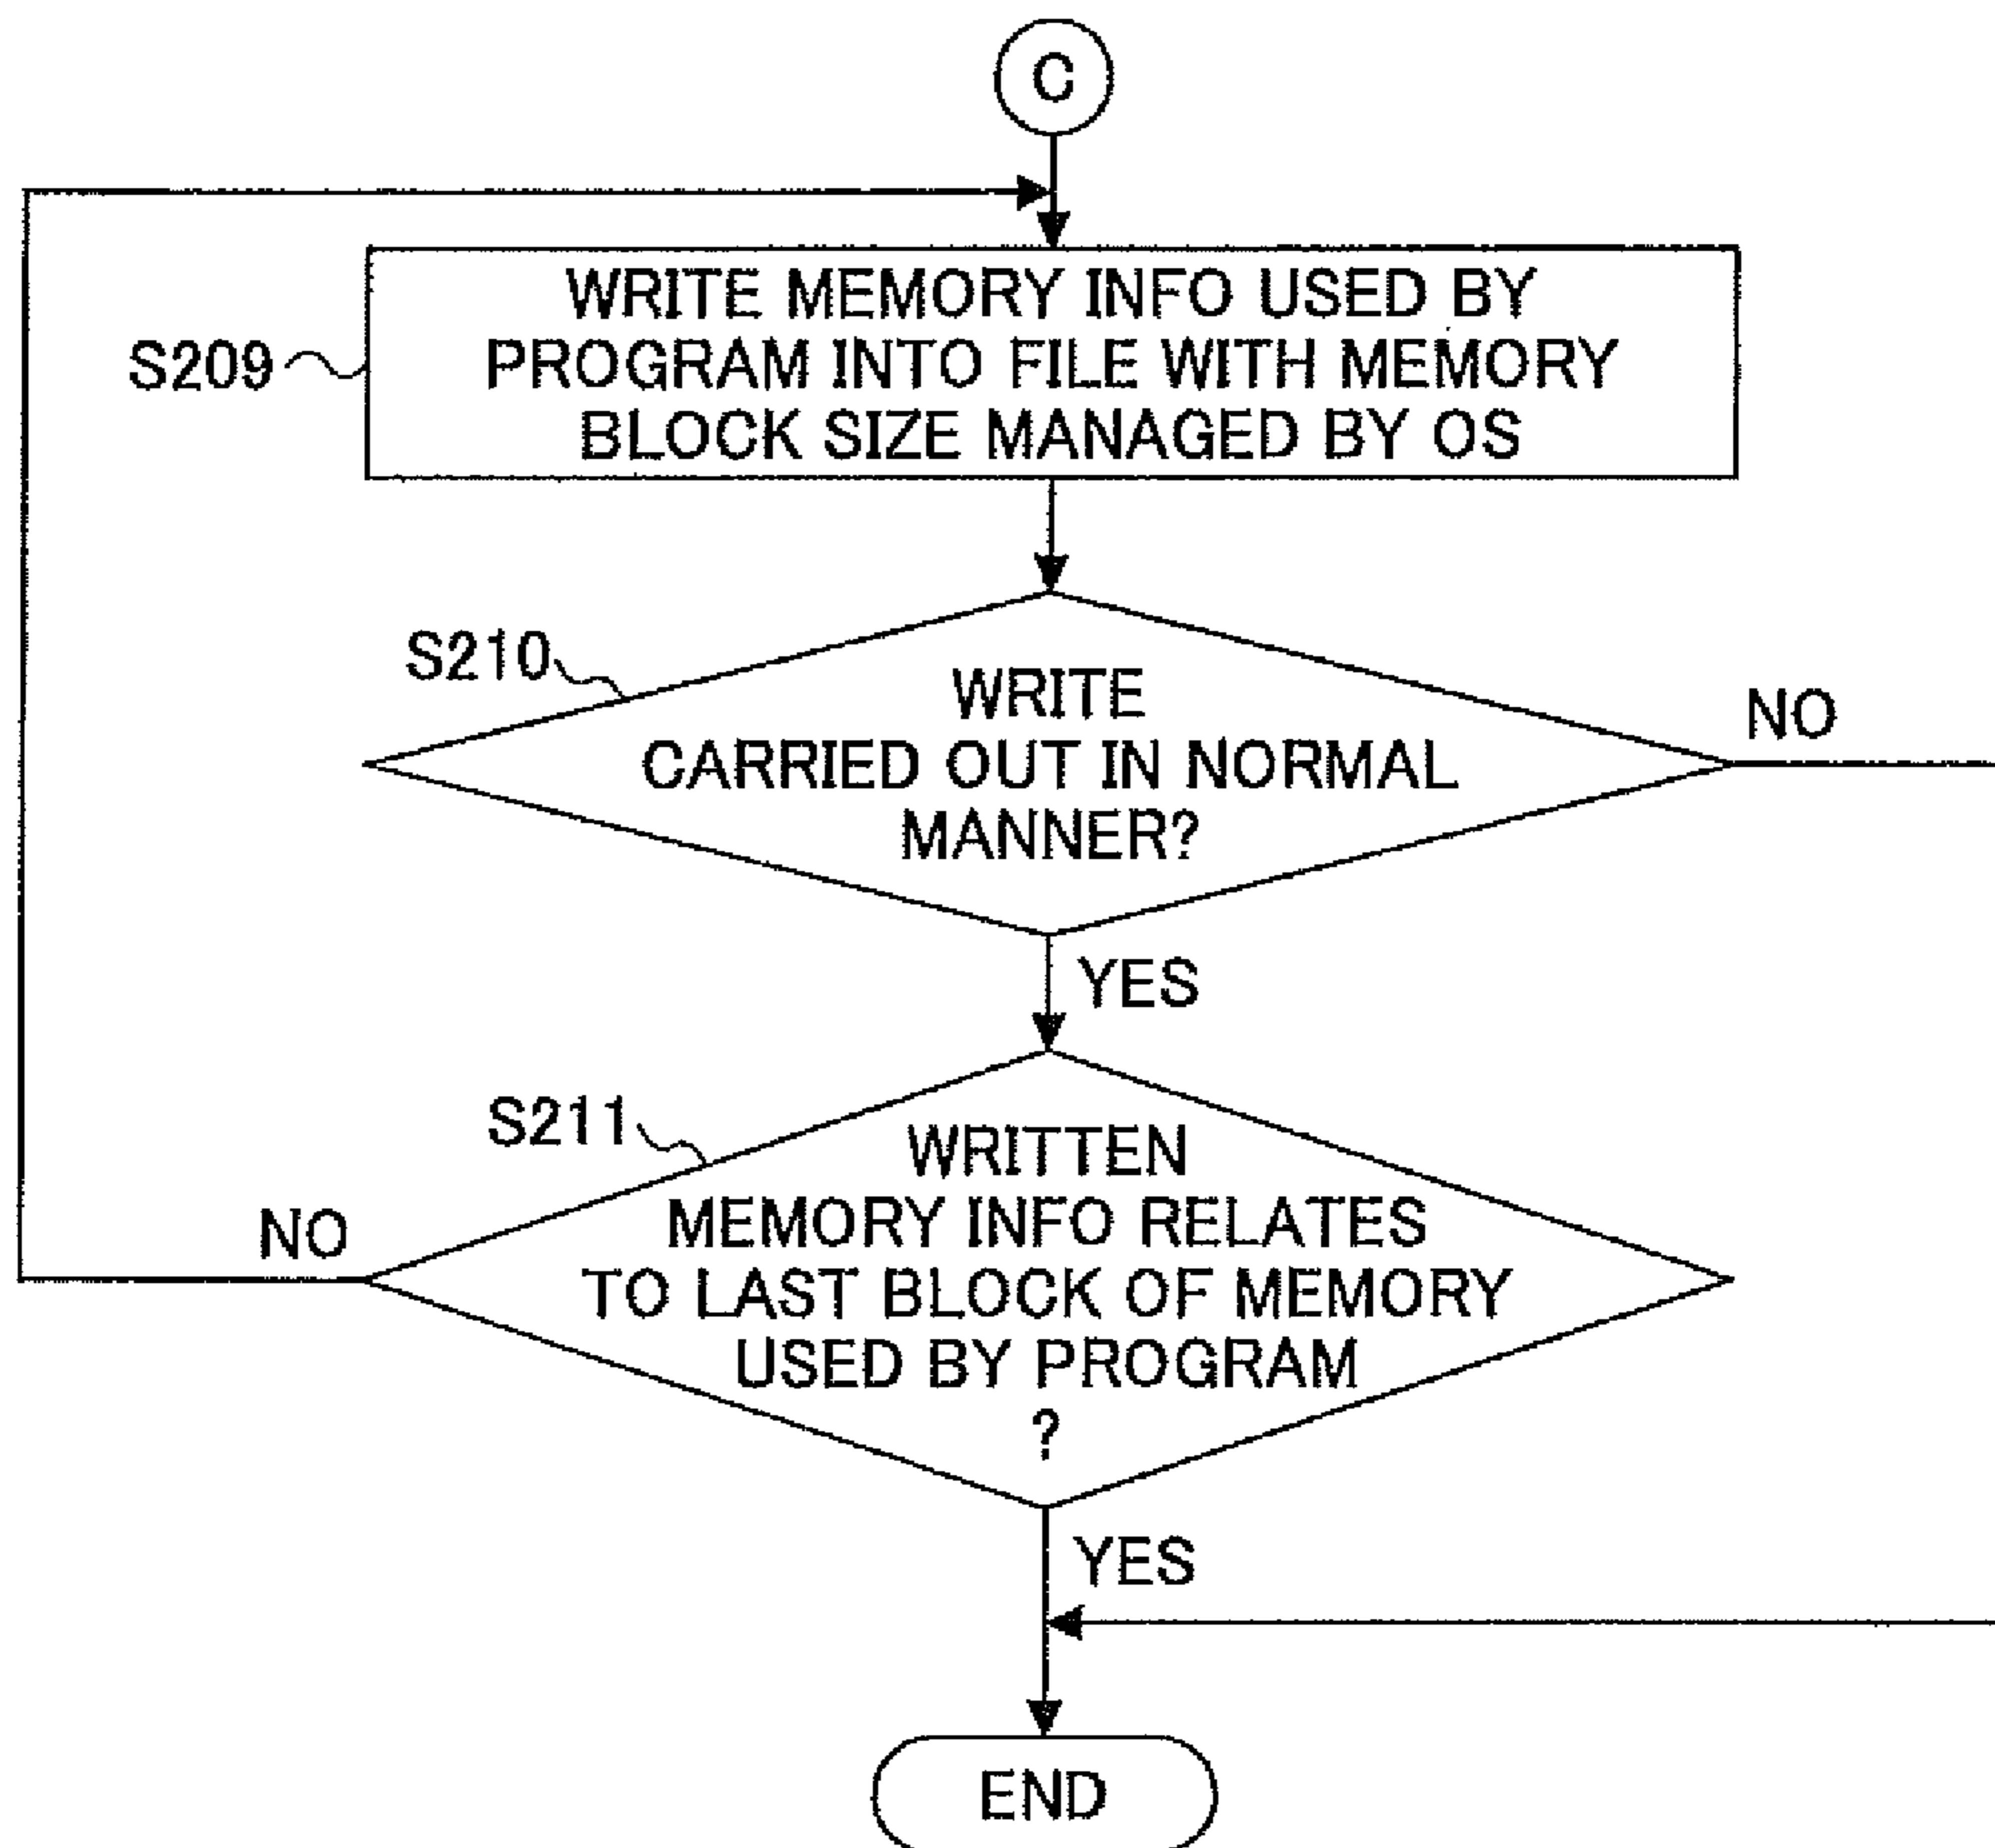 C
WRITE MEMORY INFO USED BY
S209
PROGRAM INTO FILE WITH MEMORY
BLOCK SIZE MANAGED BY OS
S210
WRITE
NO
CARRIED OUT IN NORMAL
MANNER?
YES
S211
WRITTEN
MEMORY INFO RELATES
NO
TO LAST BLOCK OF MEMORY
USED BY PROGRAM
?
YES
END